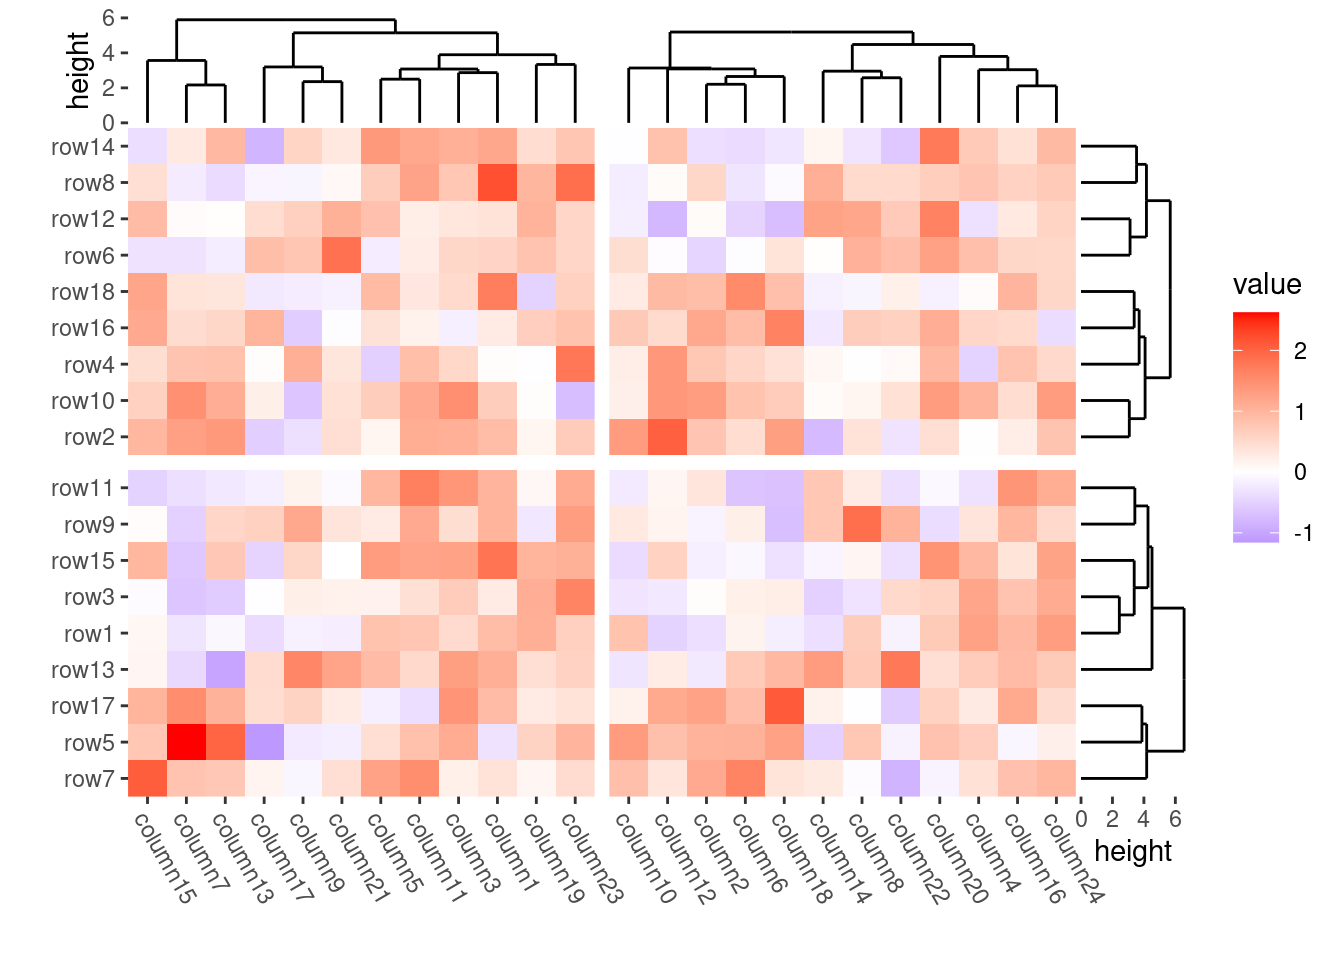 height
6
4
2
0
row14
row8
row12
row6
row18
row16
row4
row10
row2
row11
row9
row15
row3
row1
row13
row17
row5
row7
column15
column7
column13
column17
column9
column21
column5
column11
column3
column1
column19
column23
column10
column12
column2
column6
column18
column14
column8
column22
column20
column4
column16
column24
0 2 4 6
height
value
2
1
0
-1